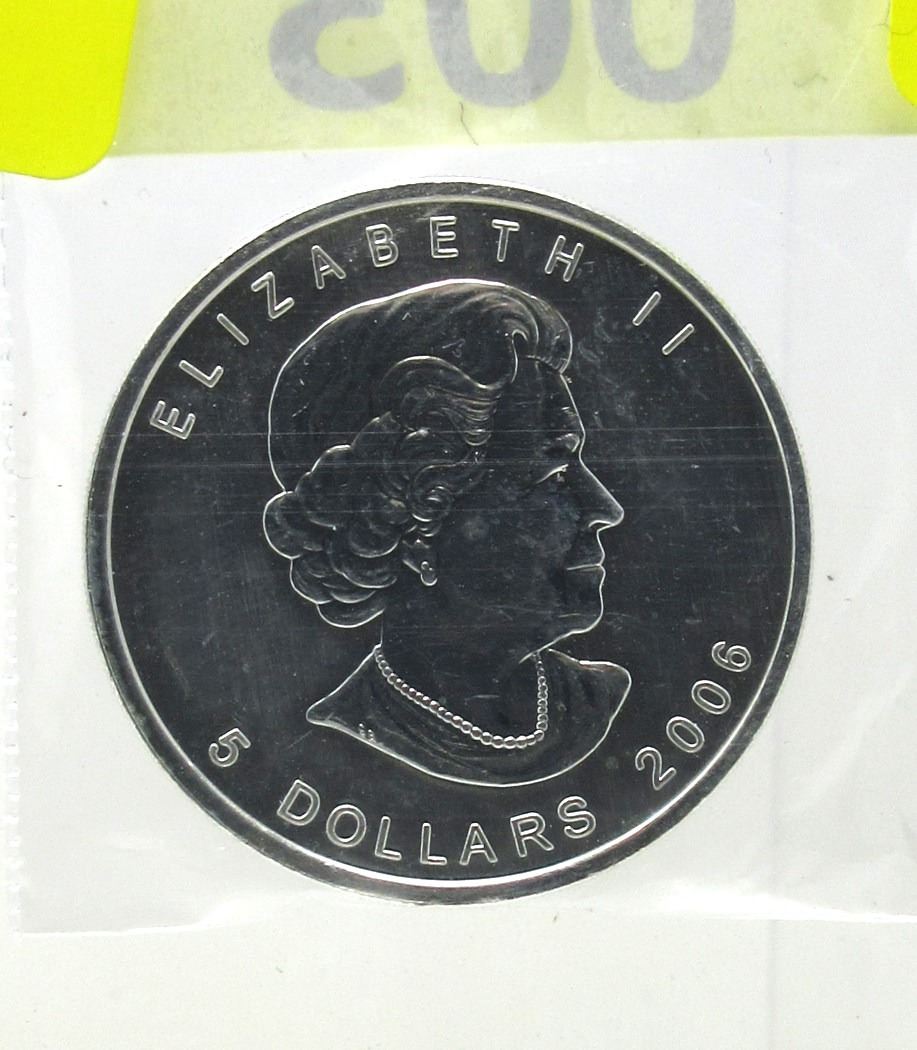 ELIZABETH II
5 DOLLARS 2006